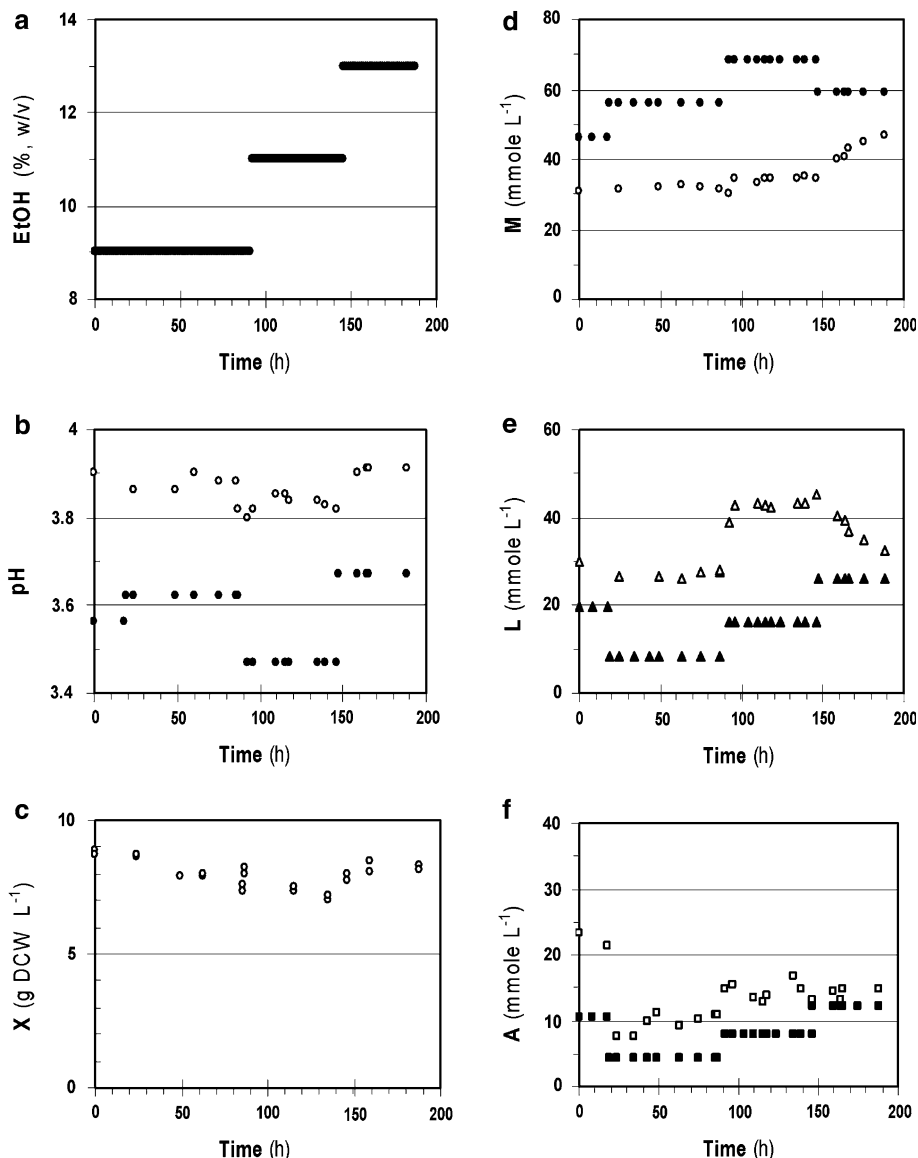 a
14
12
10
8
EtOH (%, w/v)
0 50 100 150 200
Time (h)
b
4
3.8
3.6
3.4
pH
0 50 100 150 200
Time (h)
c
10
5
0
X (g DCW L-1)
0 50 100 150 200
Time (h)
d
80
60
40
20
0
M (mmole L-1)
0 50 100 150 200
Time (h)
e
60
40
20
0
L (mmole L-1)
0 50 100 150 200
Time (h)
f
40
30
20
10
0
A (mmole L-1)
0 50 100 150 200
Time (h)